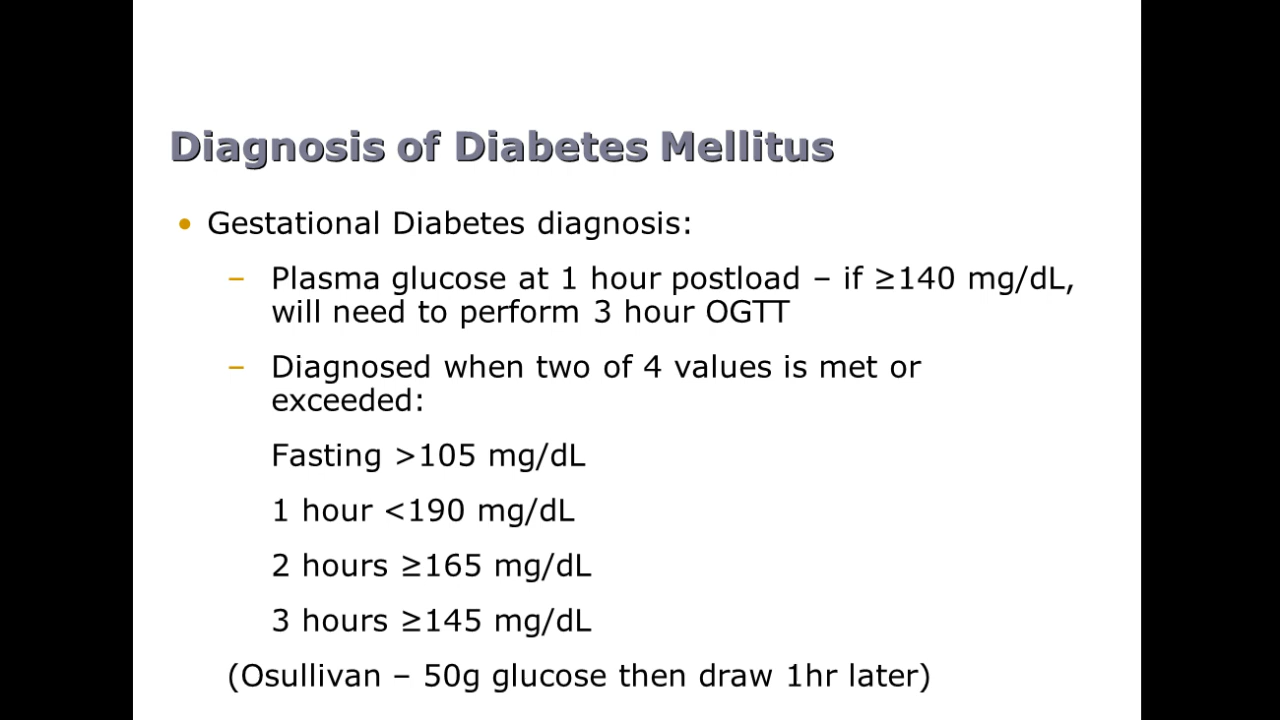 Diagnosis of Diabetes Mellitus
• Gestational Diabetes diagnosis:
– Plasma glucose at 1 hour postload – if ≥140 mg/dL,
will need to perform 3 hour OGTT
– Diagnosed when two of 4 values is met or
exceeded:
Fasting >105 mg/dL
1 hour <190 mg/dL
2 hours ≥165 mg/dL
3 hours ≥145 mg/dL
(Osullivan – 50g glucose then draw 1hr later)